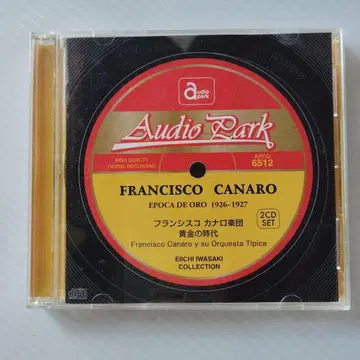 audio
park
Audio Park
HIGH QUALITY
DIGITAL RECORDING
APCD
6512
FRANCISCO CANARO
EPOCA DE ORO 1926-1927
フランシスコ カナロ楽団
黄金の時代
2CD
SET
Francisco Canaro y su Orquesta Tipica
EIICHI IWASAKI
COLLECTION